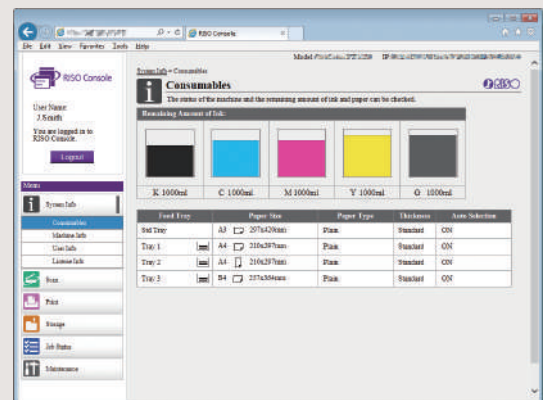 RISO Console
File Edit View Favorites Tools Help
Model
RISO Console
System Info > Consumables
Consumables
RISO
The status of the machine and the remaining amount of ink and paper can be checked.
User Name:
J.Smith
You are logged in to
RISO Console.
Logout
Remaining Amount of Ink:
K 1000ml C 1000ml M 1000ml Y 1000ml G 1000ml
Menu
System Info
Consumables
Machine Info
User Info
License Info
Scan
Print
Storage
Job Status
Maintenance
Feed Tray Paper Size Paper Type Thickness Auto Selection
Std Tray A3 297x420mm Plain Standard ON
Tray 1 A4 210x297mm Plain Standard ON
Tray 2 A4 210x297mm Plain Standard ON
Tray 3 B4 257x364mm Plain Standard ON